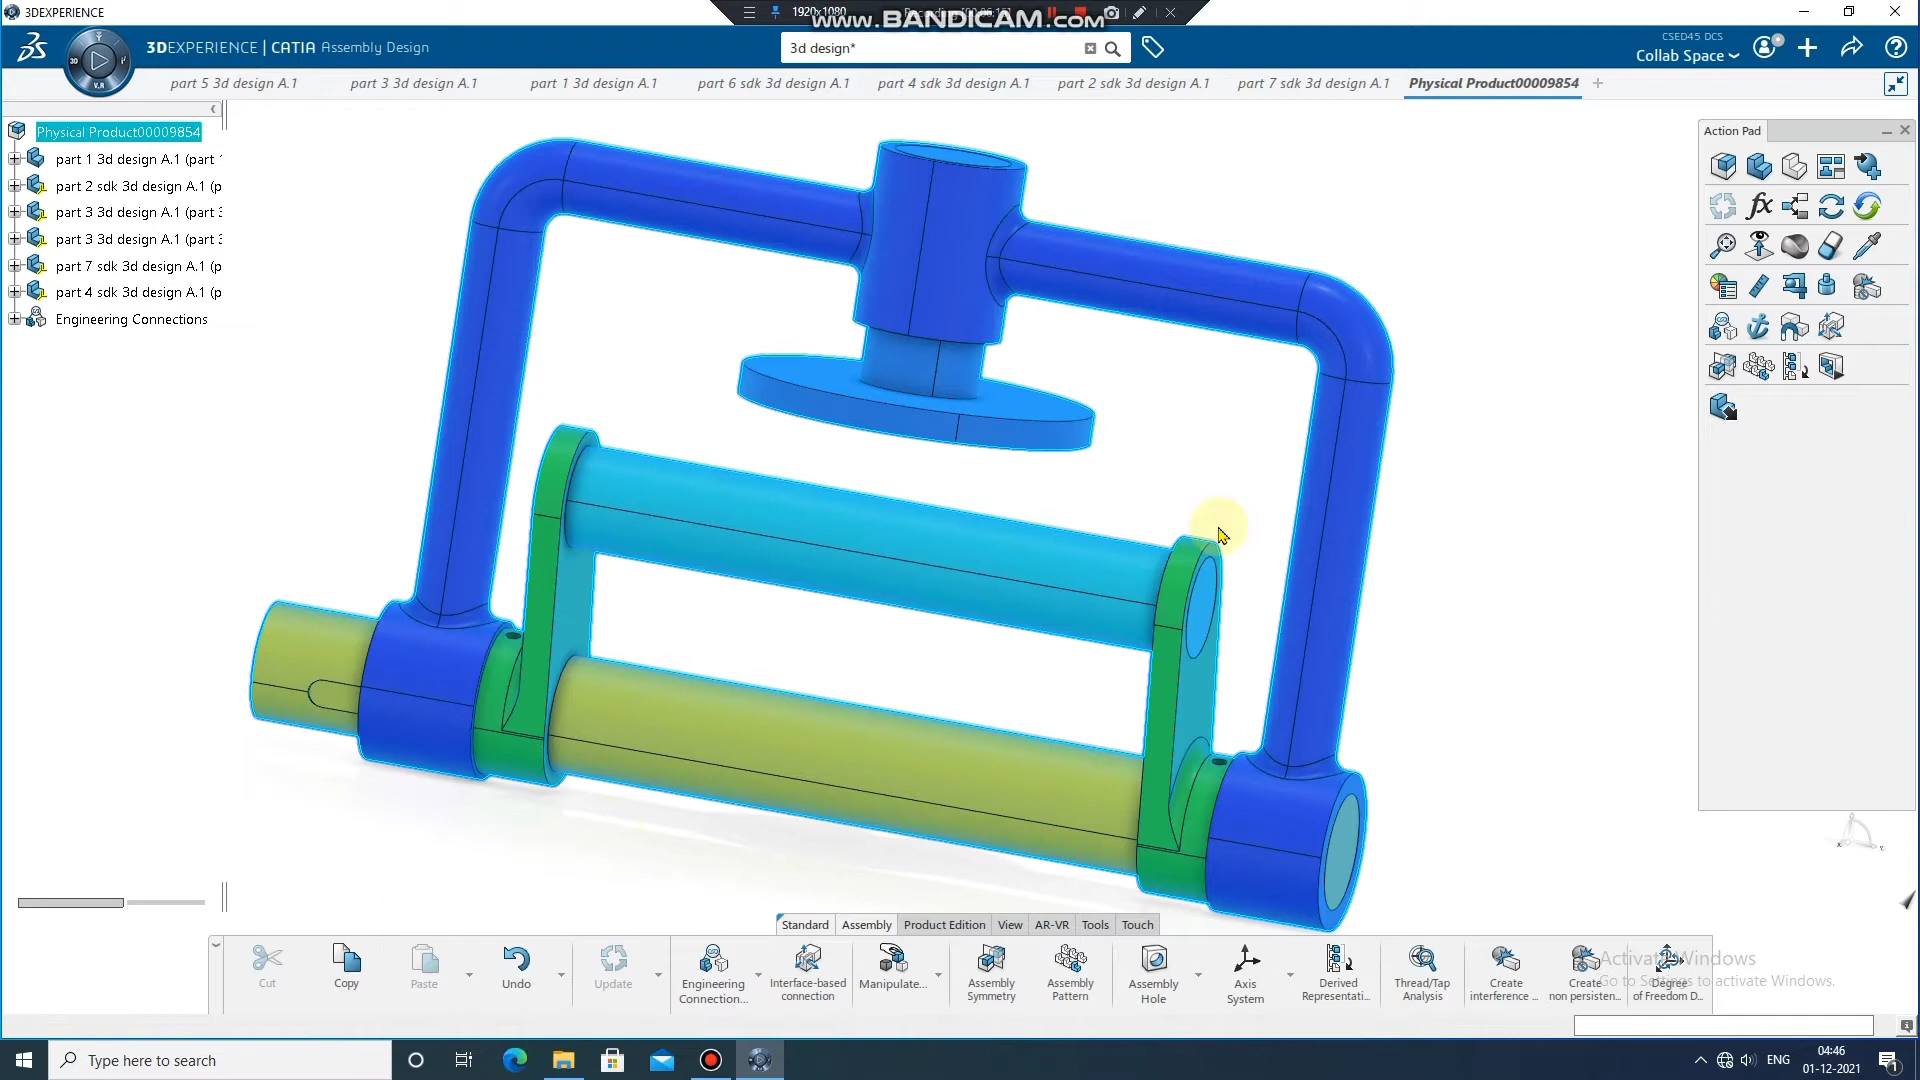 3DEXPERIENCE
1920x1080
www.BANDICAM.com
3DEXPERIENCE | CATIA Assembly Design
3d design*
CSED45 DCS
Collab Space
part 5 3d design A.1
part 3 3d design A.1
part 1 3d design A.1
part 6 sdk 3d design A.1
part 4 sdk 3d design A.1
part 2 sdk 3d design A.1
part 7 sdk 3d design A.1
Physical Product00009854
Physical Product00009854
part 1 3d design A.1 (part
part 2 sdk 3d design A.1 (p
part 3 3d design A.1 (part 3
part 3 3d design A.1 (part 3
part 7 sdk 3d design A.1 (p
part 4 sdk 3d design A.1 (p
Engineering Connections
Action Pad
Standard
Assembly
Product Edition
View
AR-VR
Tools
Touch
Cut
Copy
Paste
Undo
Update
Engineering
Connection...
Interface-based
connection
Manipulate...
Assembly
Symmetry
Assembly
Pattern
Assembly
Hole
Axis
System
Derived
Representati...
Thread/Tap
Analysis
Create
interference ...
Create
non persisten...
Degree
of Freedom D...
Activate Windows
Go to Settings to activate Windows.
Type here to search
ENG
04:46
01-12-2021